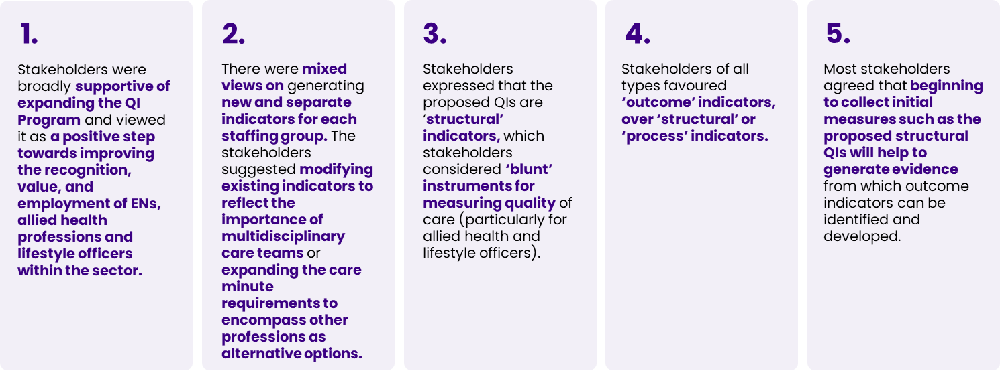 1.
Stakeholders were
broadly supportive of
expanding the QI
Program and viewed
it as a positive step
towards improving
the recognition,
value, and
employment of ENs,
allied health
professions and
lifestyle officers
within the sector.
2.
There were mixed
views on generating
new and separate
indicators for each
staffing group. The
stakeholders
suggested modifying
existing indicators to
reflect the
importance of
multidisciplinary
care teams or
expanding the care
minute
requirements to
encompass other
professions as
alternative options.
3.
Stakeholders
expressed that the
proposed QIs are
‘structural’
indicators, which
stakeholders
considered ‘blunt’
instruments for
measuring quality of
care (particularly for
allied health and
lifestyle officers).
4.
Stakeholders of all
types favoured
‘outcome’ indicators,
over ‘structural’ or
‘process’ indicators.
5.
Most stakeholders
agreed that beginning
to collect initial
measures such as the
proposed structural
QIs will help to
generate evidence
from which outcome
indicators can be
identified and
developed.